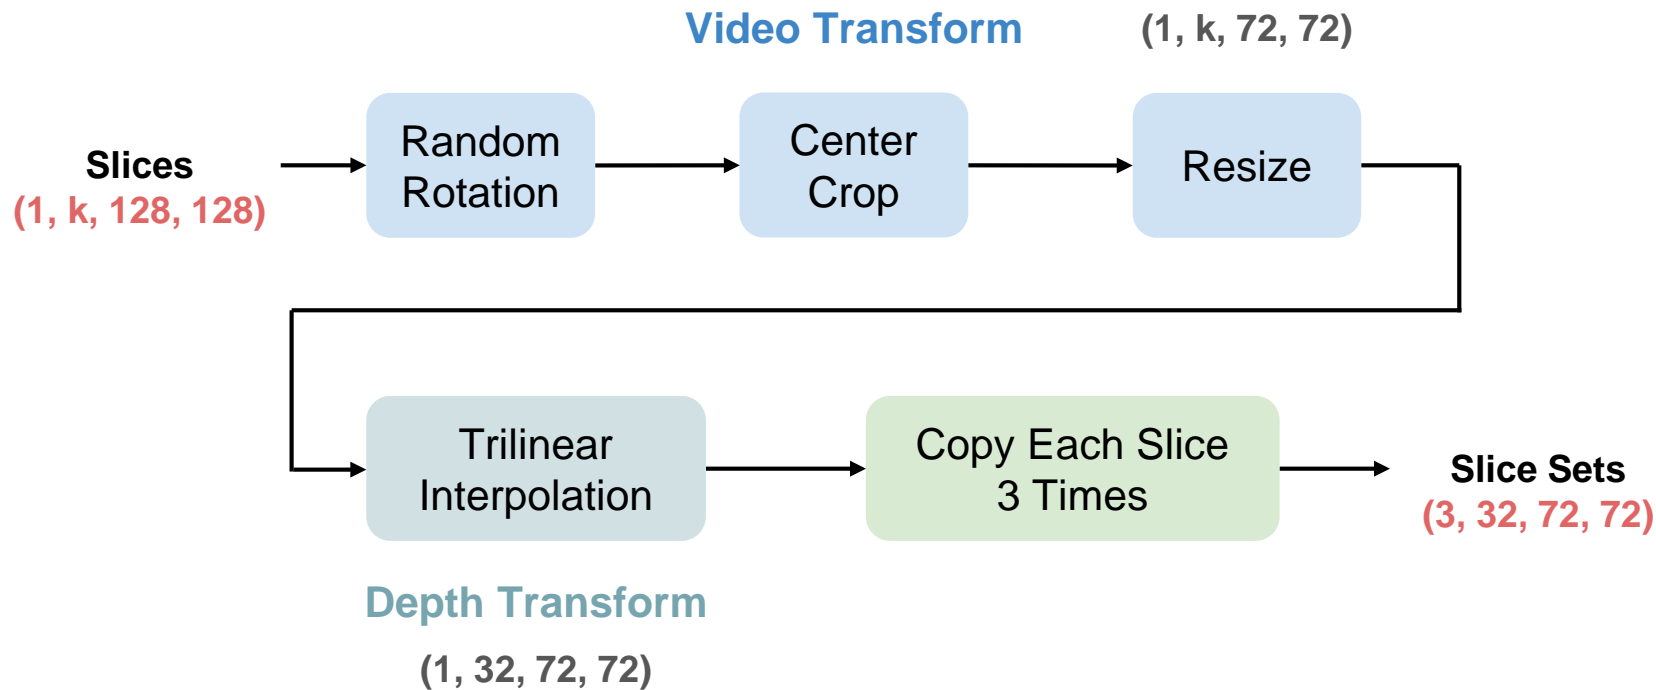 Video Transform
(1, k, 72, 72)
Slices
(1, k, 128, 128)
Random
Rotation
Center
Crop
Resize
Trilinear
Interpolation
Copy Each Slice
3 Times
Slice Sets
(3, 32, 72, 72)
Depth Transform
(1, 32, 72, 72)